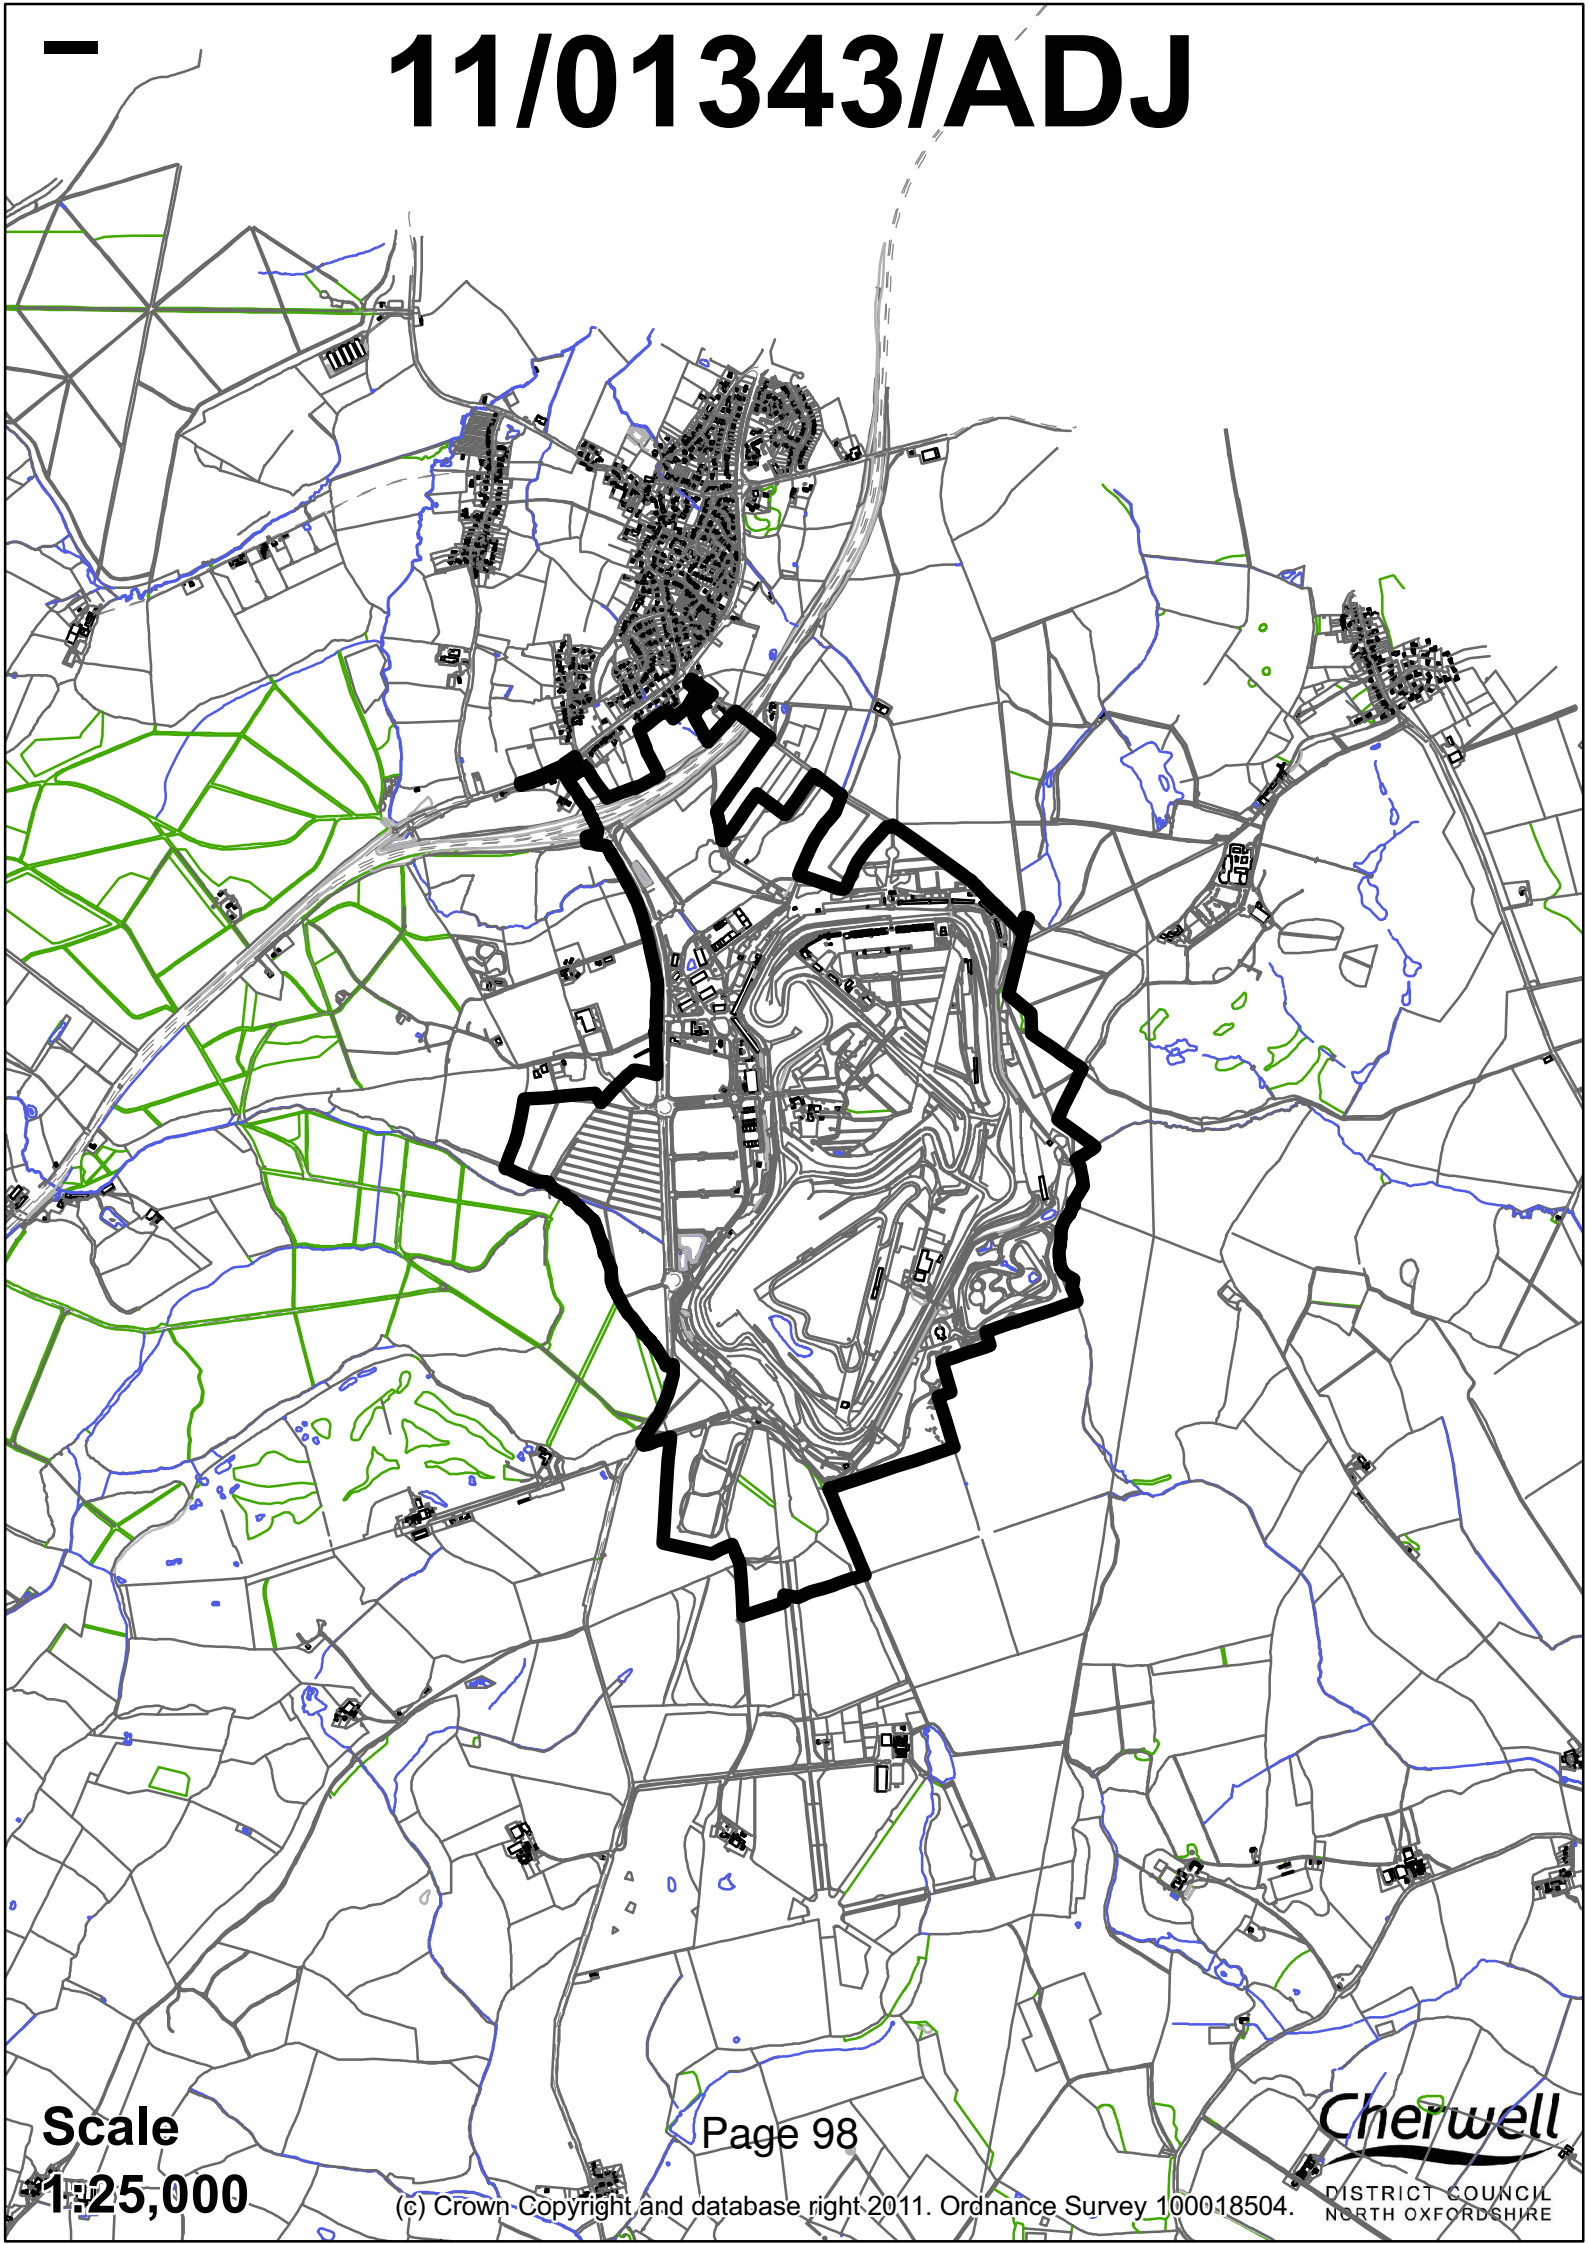 11/01343/ADJ
Scale
1:25,000
Page 98
(c) Crown Copyright and database right 2011. Ordnance Survey 100018504.
Cherwell
DISTRICT COUNCIL
NORTH OXFORDSHIRE